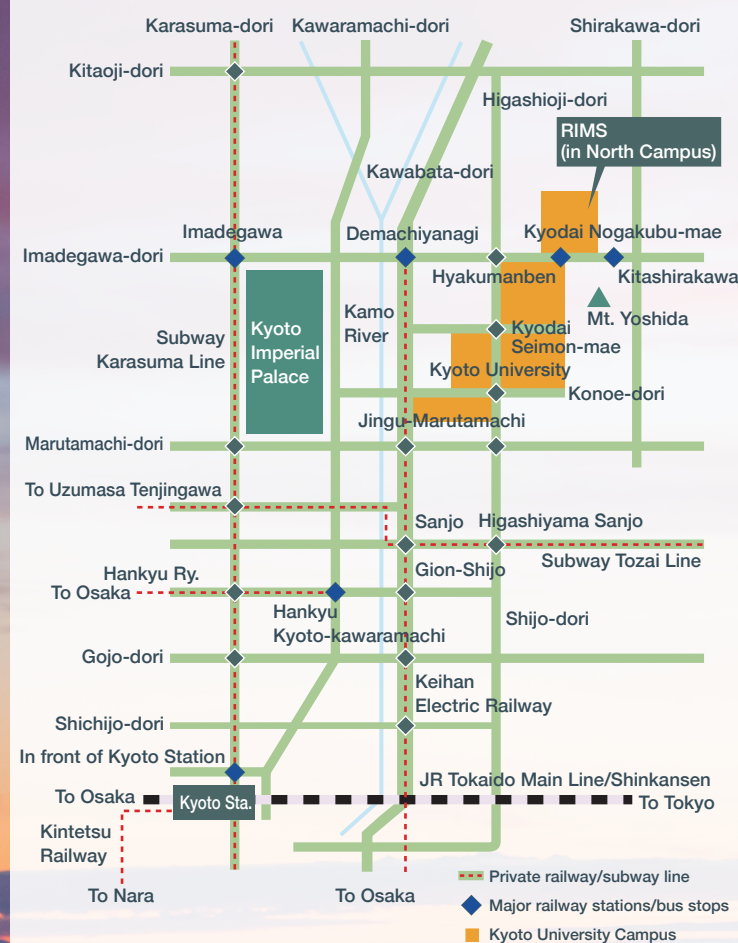 Karasuma-dori
Kawaramachi-dori
Shirakawa-dori
Kitaoji-dori
Higashioji-dori
RIMS
(in North Campus)
Kawabata-dori
Imadegawa
Demachiyanagi
Kyodai Nogakubu-mae
Imadegawa-dori
Hyakumanben
Kitashirakawa
Kamo
River
Mt. Yoshida
Subway
Karasuma Line
Kyoto
Imperial
Palace
Kyodai
Seimon-mae
Kyoto University
Konoe-dori
Jingu-Marutamachi
Marutamachi-dori
To Uzumasa Tenjingawa
Sanjo
Higashiyama Sanjo
Subway Tozai Line
Hankyu Ry.
Gion-Shijo
To Osaka
Hankyu
Kyoto-kawaramachi
Shijo-dori
Gojo-dori
Keihan
Electric Railway
Shichijo-dori
In front of Kyoto Station
JR Tokaido Main Line/Shinkansen
To Osaka
Kyoto Sta.
To Tokyo
Kintetsu
Railway
To Nara
To Osaka
Private railway/subway line
Major railway stations/bus stops
Kyoto University Campus